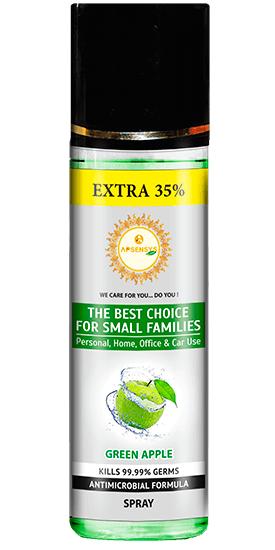 EXTRA 35%
APSENSYS
WE CARE FOR YOU... DO YOU !
THE BEST CHOICE
FOR SMALL FAMILIES
Personal, Home, Office & Car Use
GREEN APPLE
KILLS 99.99% GERMS
ANTIMICROBIAL FORMULA
SPRAY